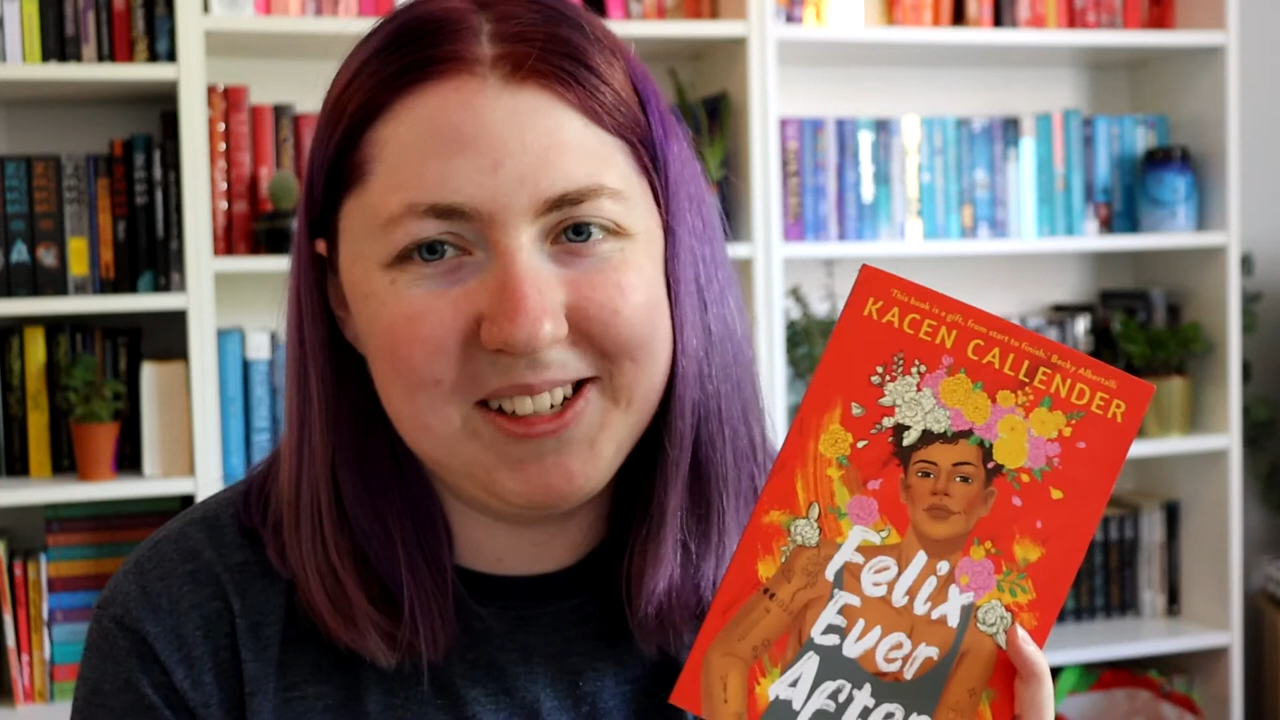 'This book is a gift, from start to finish.' Becky Albertalli
KACEN CALLENDER
Felix
Ever
After